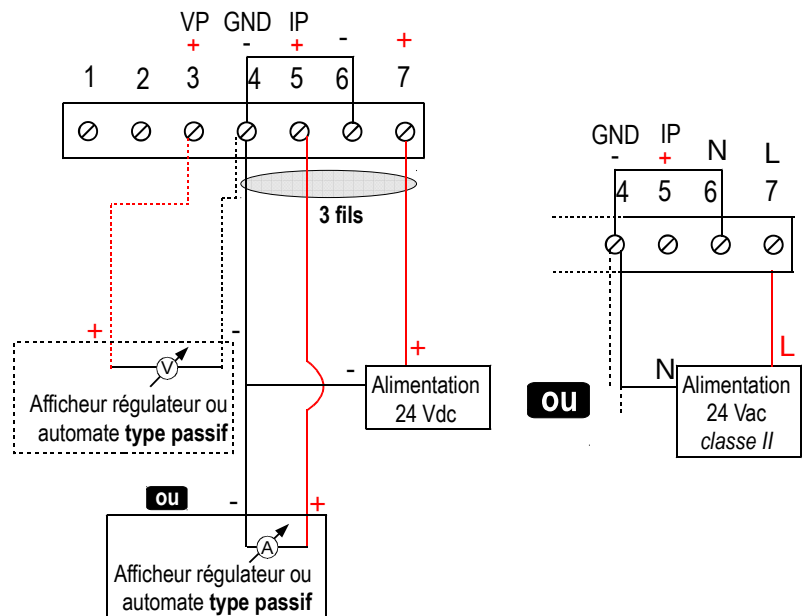 VP GND IP
+ - + - +
1 2 3 4 5 6 7
3 fils
+ -
V
Afficheur régulateur ou
automate type passif
- +
Alimentation
24 Vdc
ou
- +
A
Afficheur régulateur ou
automate type passif
ou
GND IP N L
- +
4 5 6 7
N L
Alimentation
24 Vac
classe II